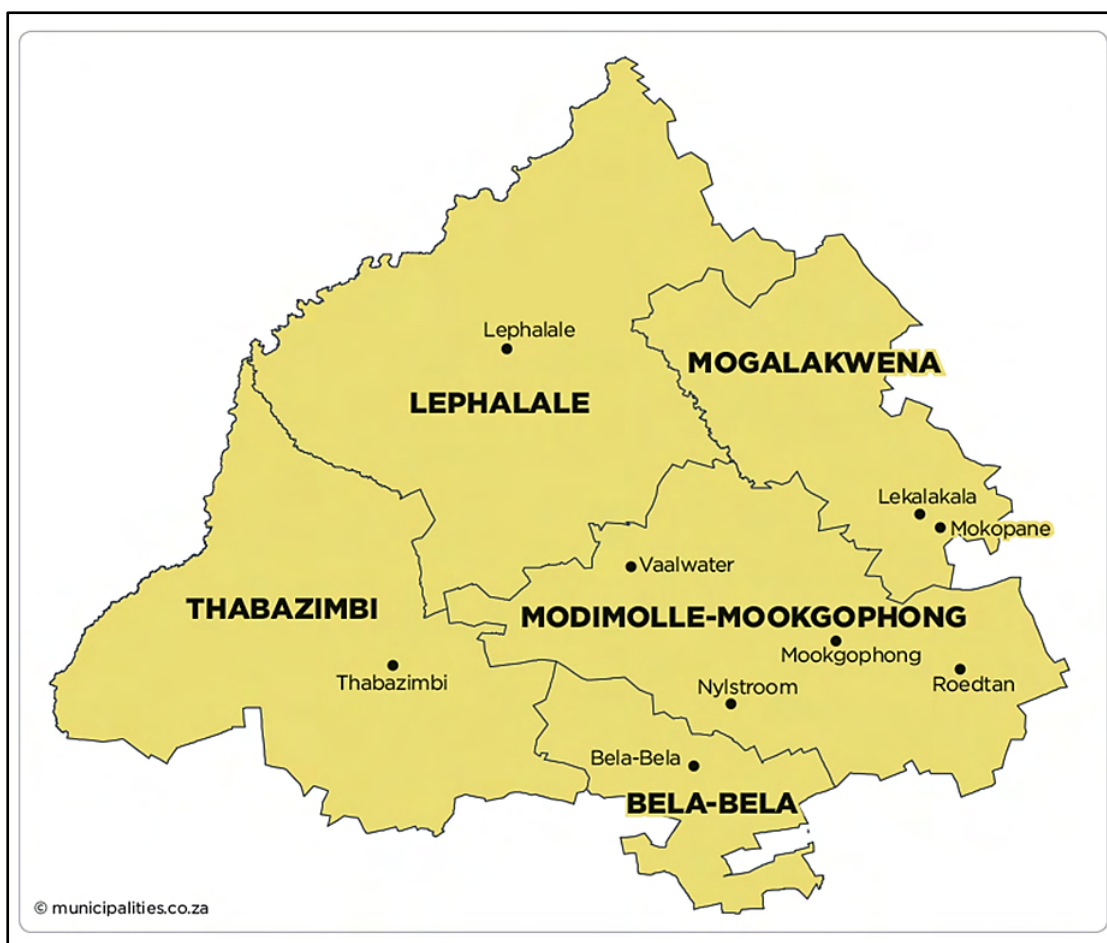 Lephalale
LEPHALALE
MOGALAKWENA
Lekalakala
Mokopane
Vaalwater
THABAZIMBI
MODIMOLLE-MOOKGOPHONG
Mookgophong
Thabazimbi
Nylstroom
Roedtan
Bela-Bela
BELA-BELA
© municipalities.co.za